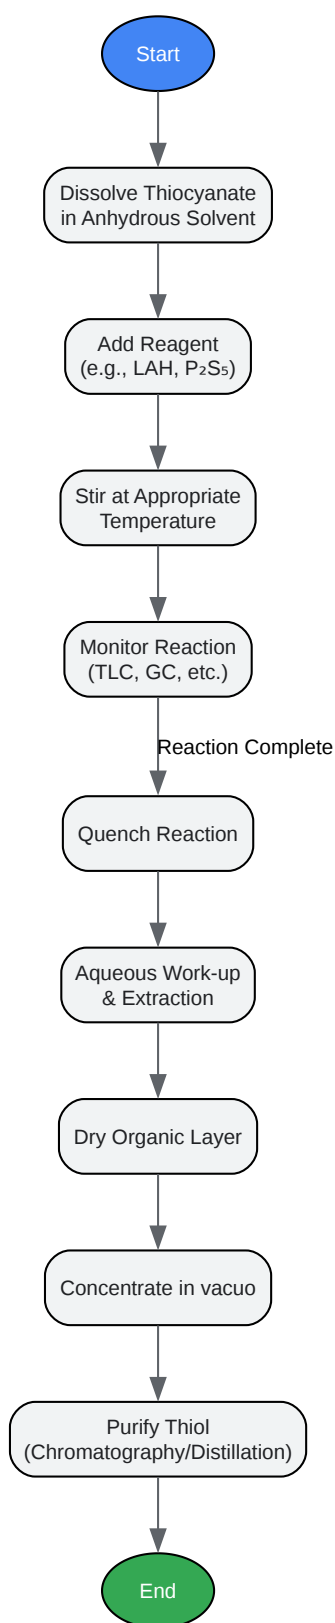 Start
Dissolve Thiocyanate
in Anhydrous Solvent
Add Reagent
(e.g., LAH, P₂S₅)
Stir at Appropriate
Temperature
Monitor Reaction
(TLC, GC, etc.)
Reaction Complete
Quench Reaction
Aqueous Work-up
& Extraction
Dry Organic Layer
Concentrate in vacuo
Purify Thiol
(Chromatography/Distillation)
End